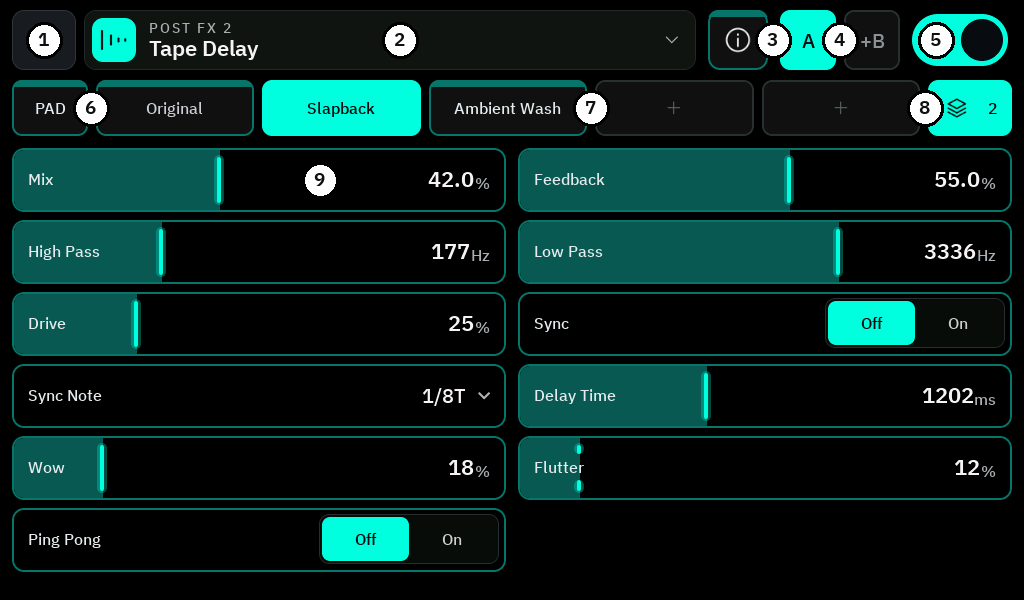 1
POST FX 2
Tape Delay
2
3
A
4
+B
5
PAD
6
Original
Slapback
Ambient Wash
7
+
+
8
2
Mix
9
42.0%
Feedback
55.0%
High Pass
177Hz
Low Pass
3336Hz
Drive
25%
Sync
Off
On
Sync Note
1/8T
Delay Time
1202ms
Wow
18%
Flutter
12%
Ping Pong
Off
On